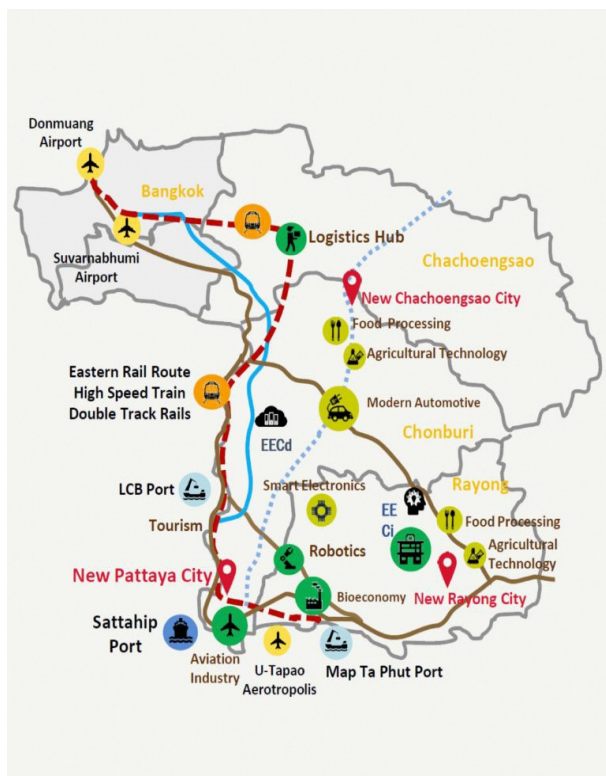 Donmuang
Airport
Bangkok
Suvarnabhumi
Airport
Logistics Hub
Chachoengsao
New Chachoengsao City
Food Processing
Agricultural Technology
Eastern Rail Route
High Speed Train
Double Track Rails
Modern Automotive
EECd
Chonburi
LCB Port
Smart Electronics
Rayong
EE
Ci
Tourism
Food Processing
Robotics
Agricultural
Technology
New Pattaya City
Bioeconomy
New Rayong City
Sattahip
Port
Aviation
Industry
U-Tapao
Aerotropolis
Map Ta Phut Port